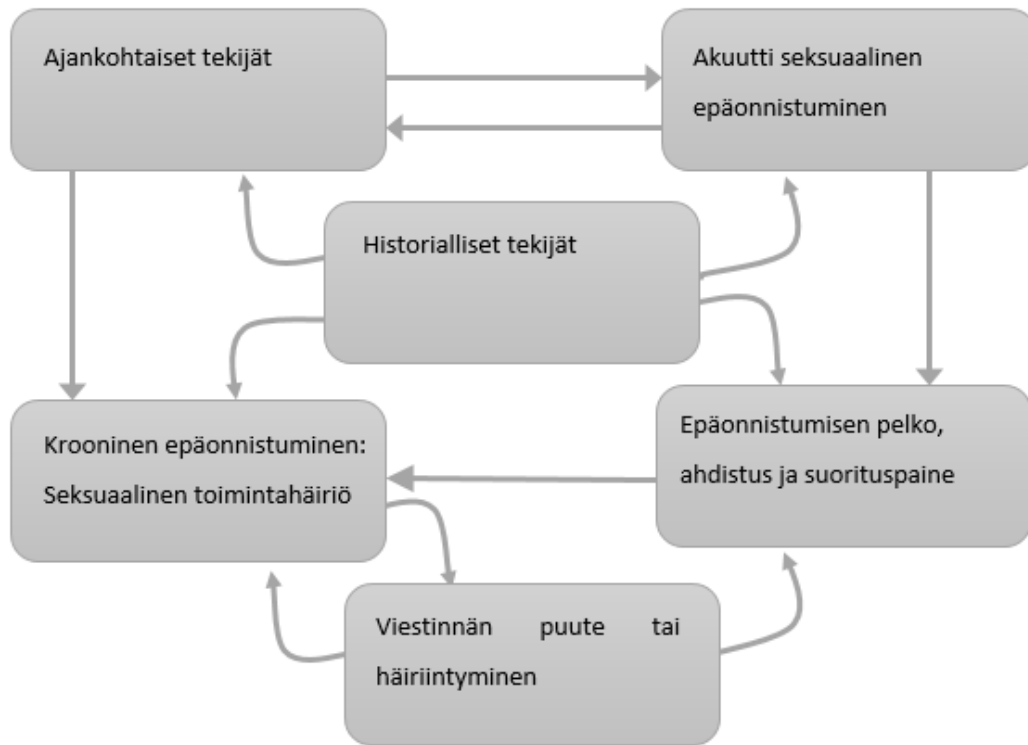 Ajankohtaiset tekijät
Akuutti seksuaalinen
epäonnistuminen
Historialliset tekijät
Krooninen epäonnistuminen:
Seksuaalinen toimintahäiriö
Epäonnistumisen pelko,
ahdistus ja suorituspaine
Viestinnän puute tai
häiriintyminen